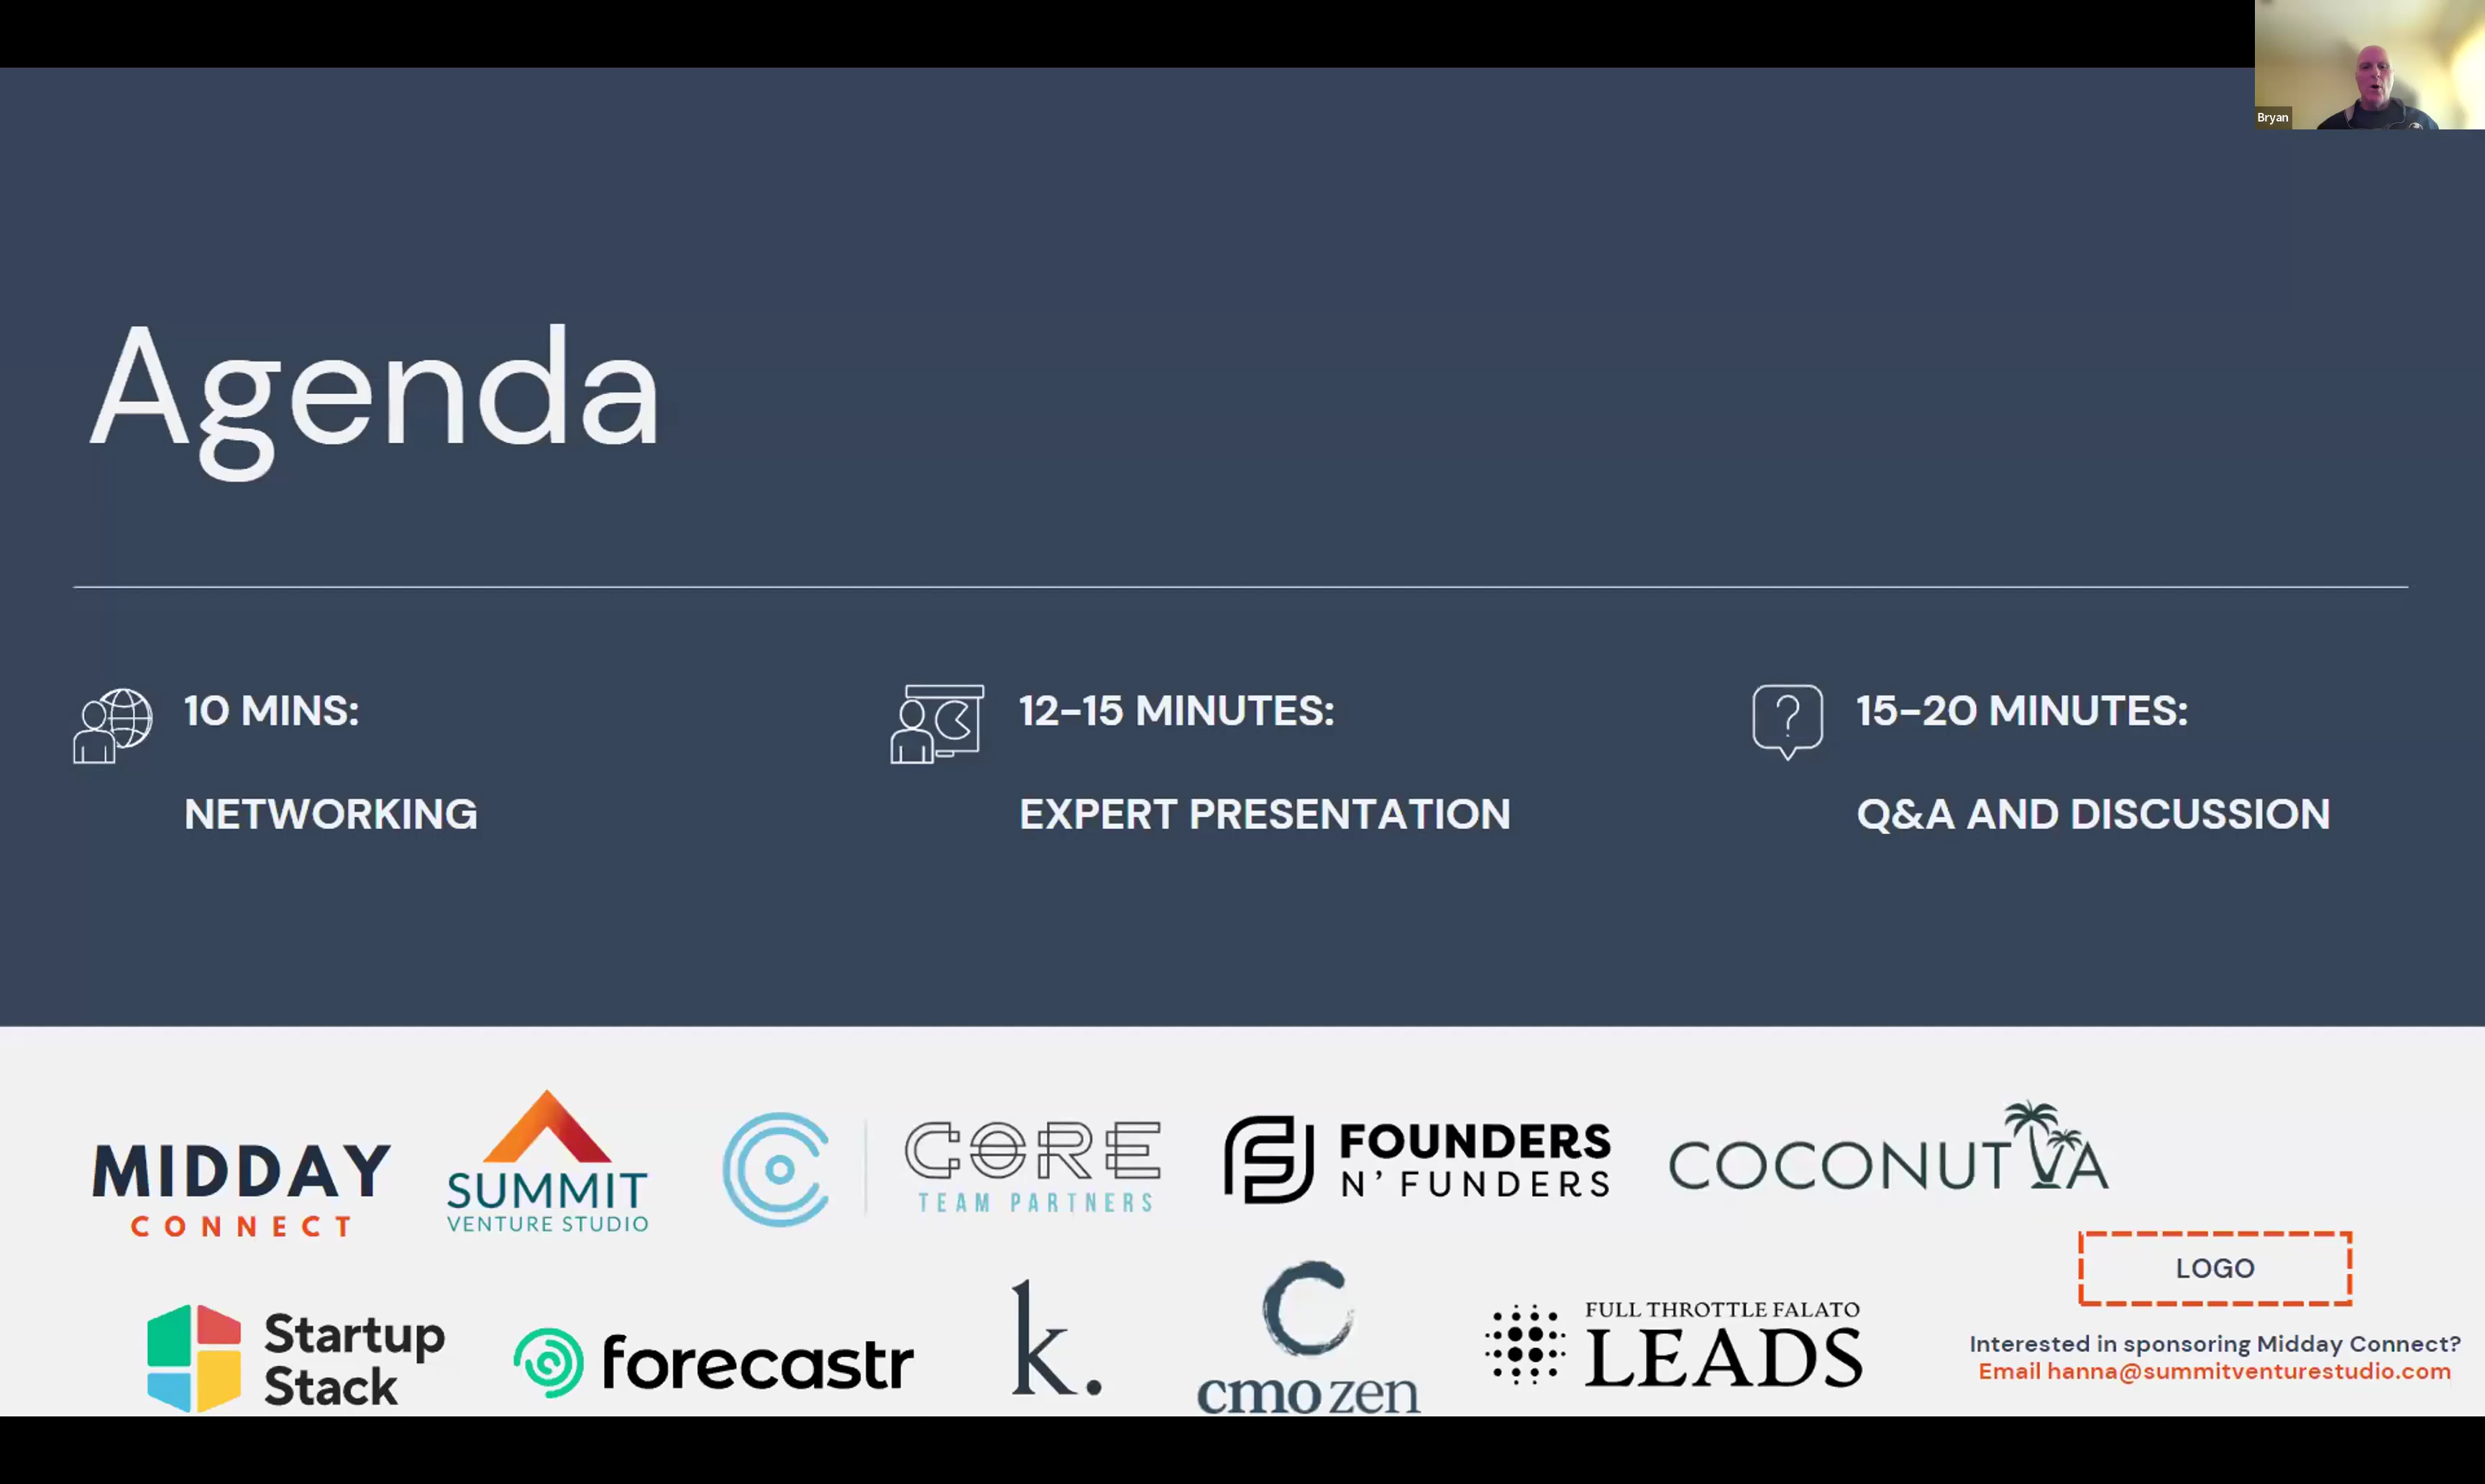 Bryan
Agenda
10 MINS:
NETWORKING
12-15 MINUTES:
EXPERT PRESENTATION
15-20 MINUTES:
Q&A AND DISCUSSION
MIDDAY
CONNECT
SUMMIT
VENTURE STUDIO
CORE
TEAM PARTNERS
FOUNDERS
N' FUNDERS
COCONUT VA
Startup
Stack
forecastr
k.
cmozen
FULL THROTTLE FALATO
LEADS
LOGO
Interested in sponsoring Midday Connect?
Email hanna@summitventurestudio.com